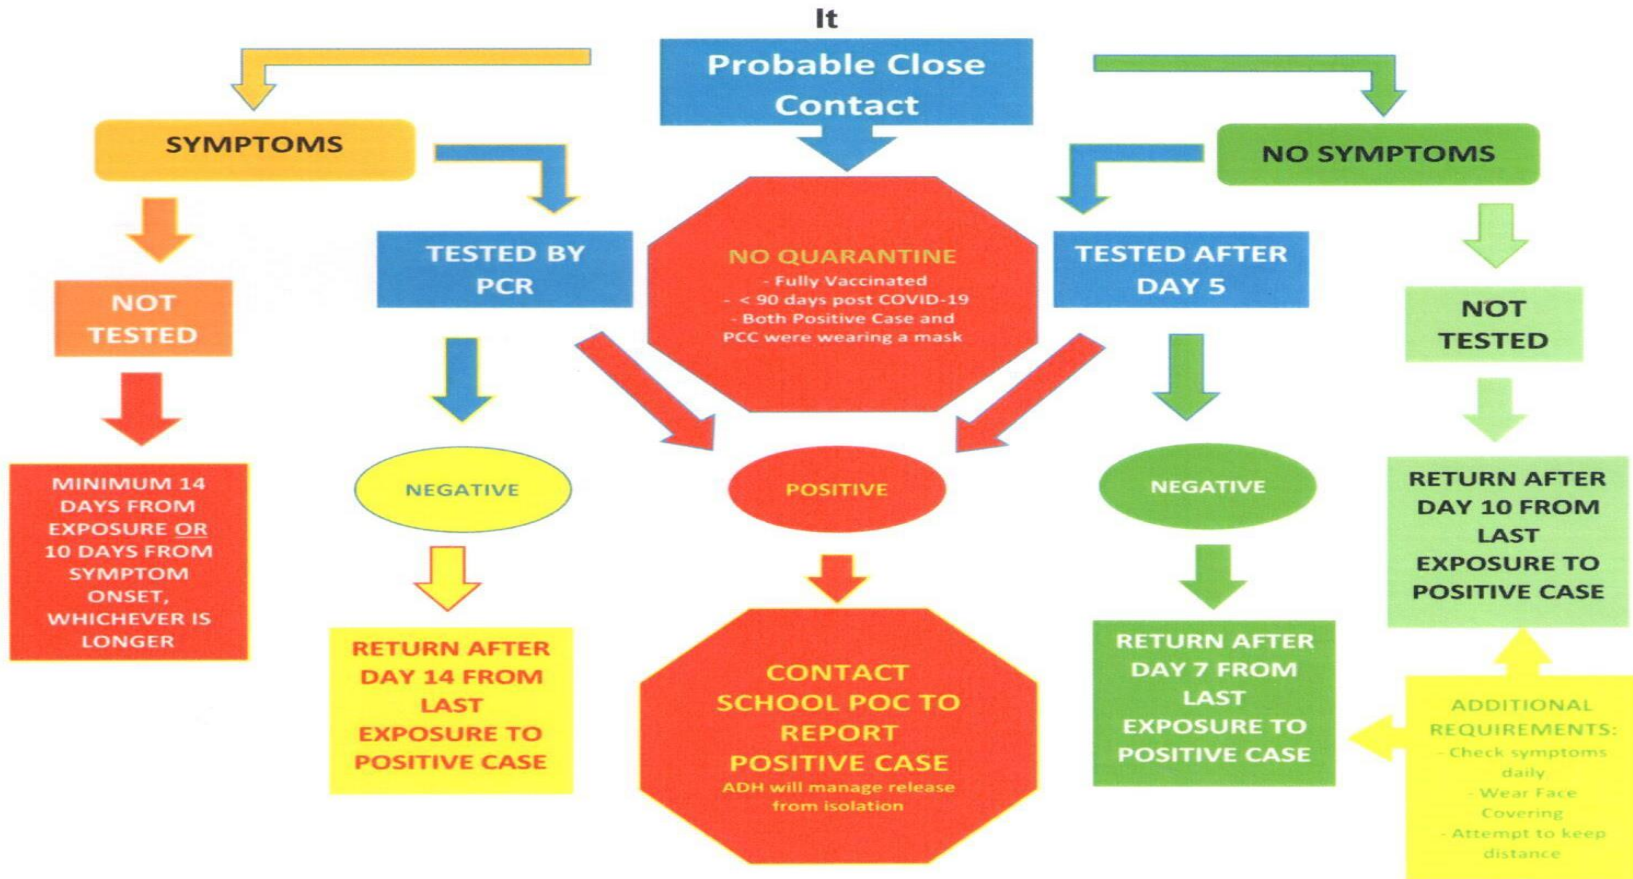 It
Probable Close
Contact
SYMPTOMS
NO SYMPTOMS
NOT
TESTED
TESTED BY
PCR
NO QUARANTINE
- Fully Vaccinated
- < 90 days post COVID-19
- Both Positive Case and
PCC were wearing a mask
TESTED AFTER
DAY 5
NOT
TESTED
MINIMUM 14
DAYS FROM
EXPOSURE OR
10 DAYS FROM
SYMPTOM
ONSET,
WHICHEVER IS
LONGER
NEGATIVE
POSITIVE
NEGATIVE
RETURN AFTER
DAY 10 FROM
LAST
EXPOSURE TO
POSITIVE CASE
RETURN AFTER
DAY 14 FROM
LAST
EXPOSURE TO
POSITIVE CASE
CONTACT
SCHOOL POC TO
REPORT
POSITIVE CASE
ADH will manage release
from isolation
RETURN AFTER
DAY 7 FROM
LAST
EXPOSURE TO
POSITIVE CASE
ADDITIONAL
REQUIREMENTS:
- Check symptoms
daily
- Wear Face
Covering
- Attempt to keep
distance